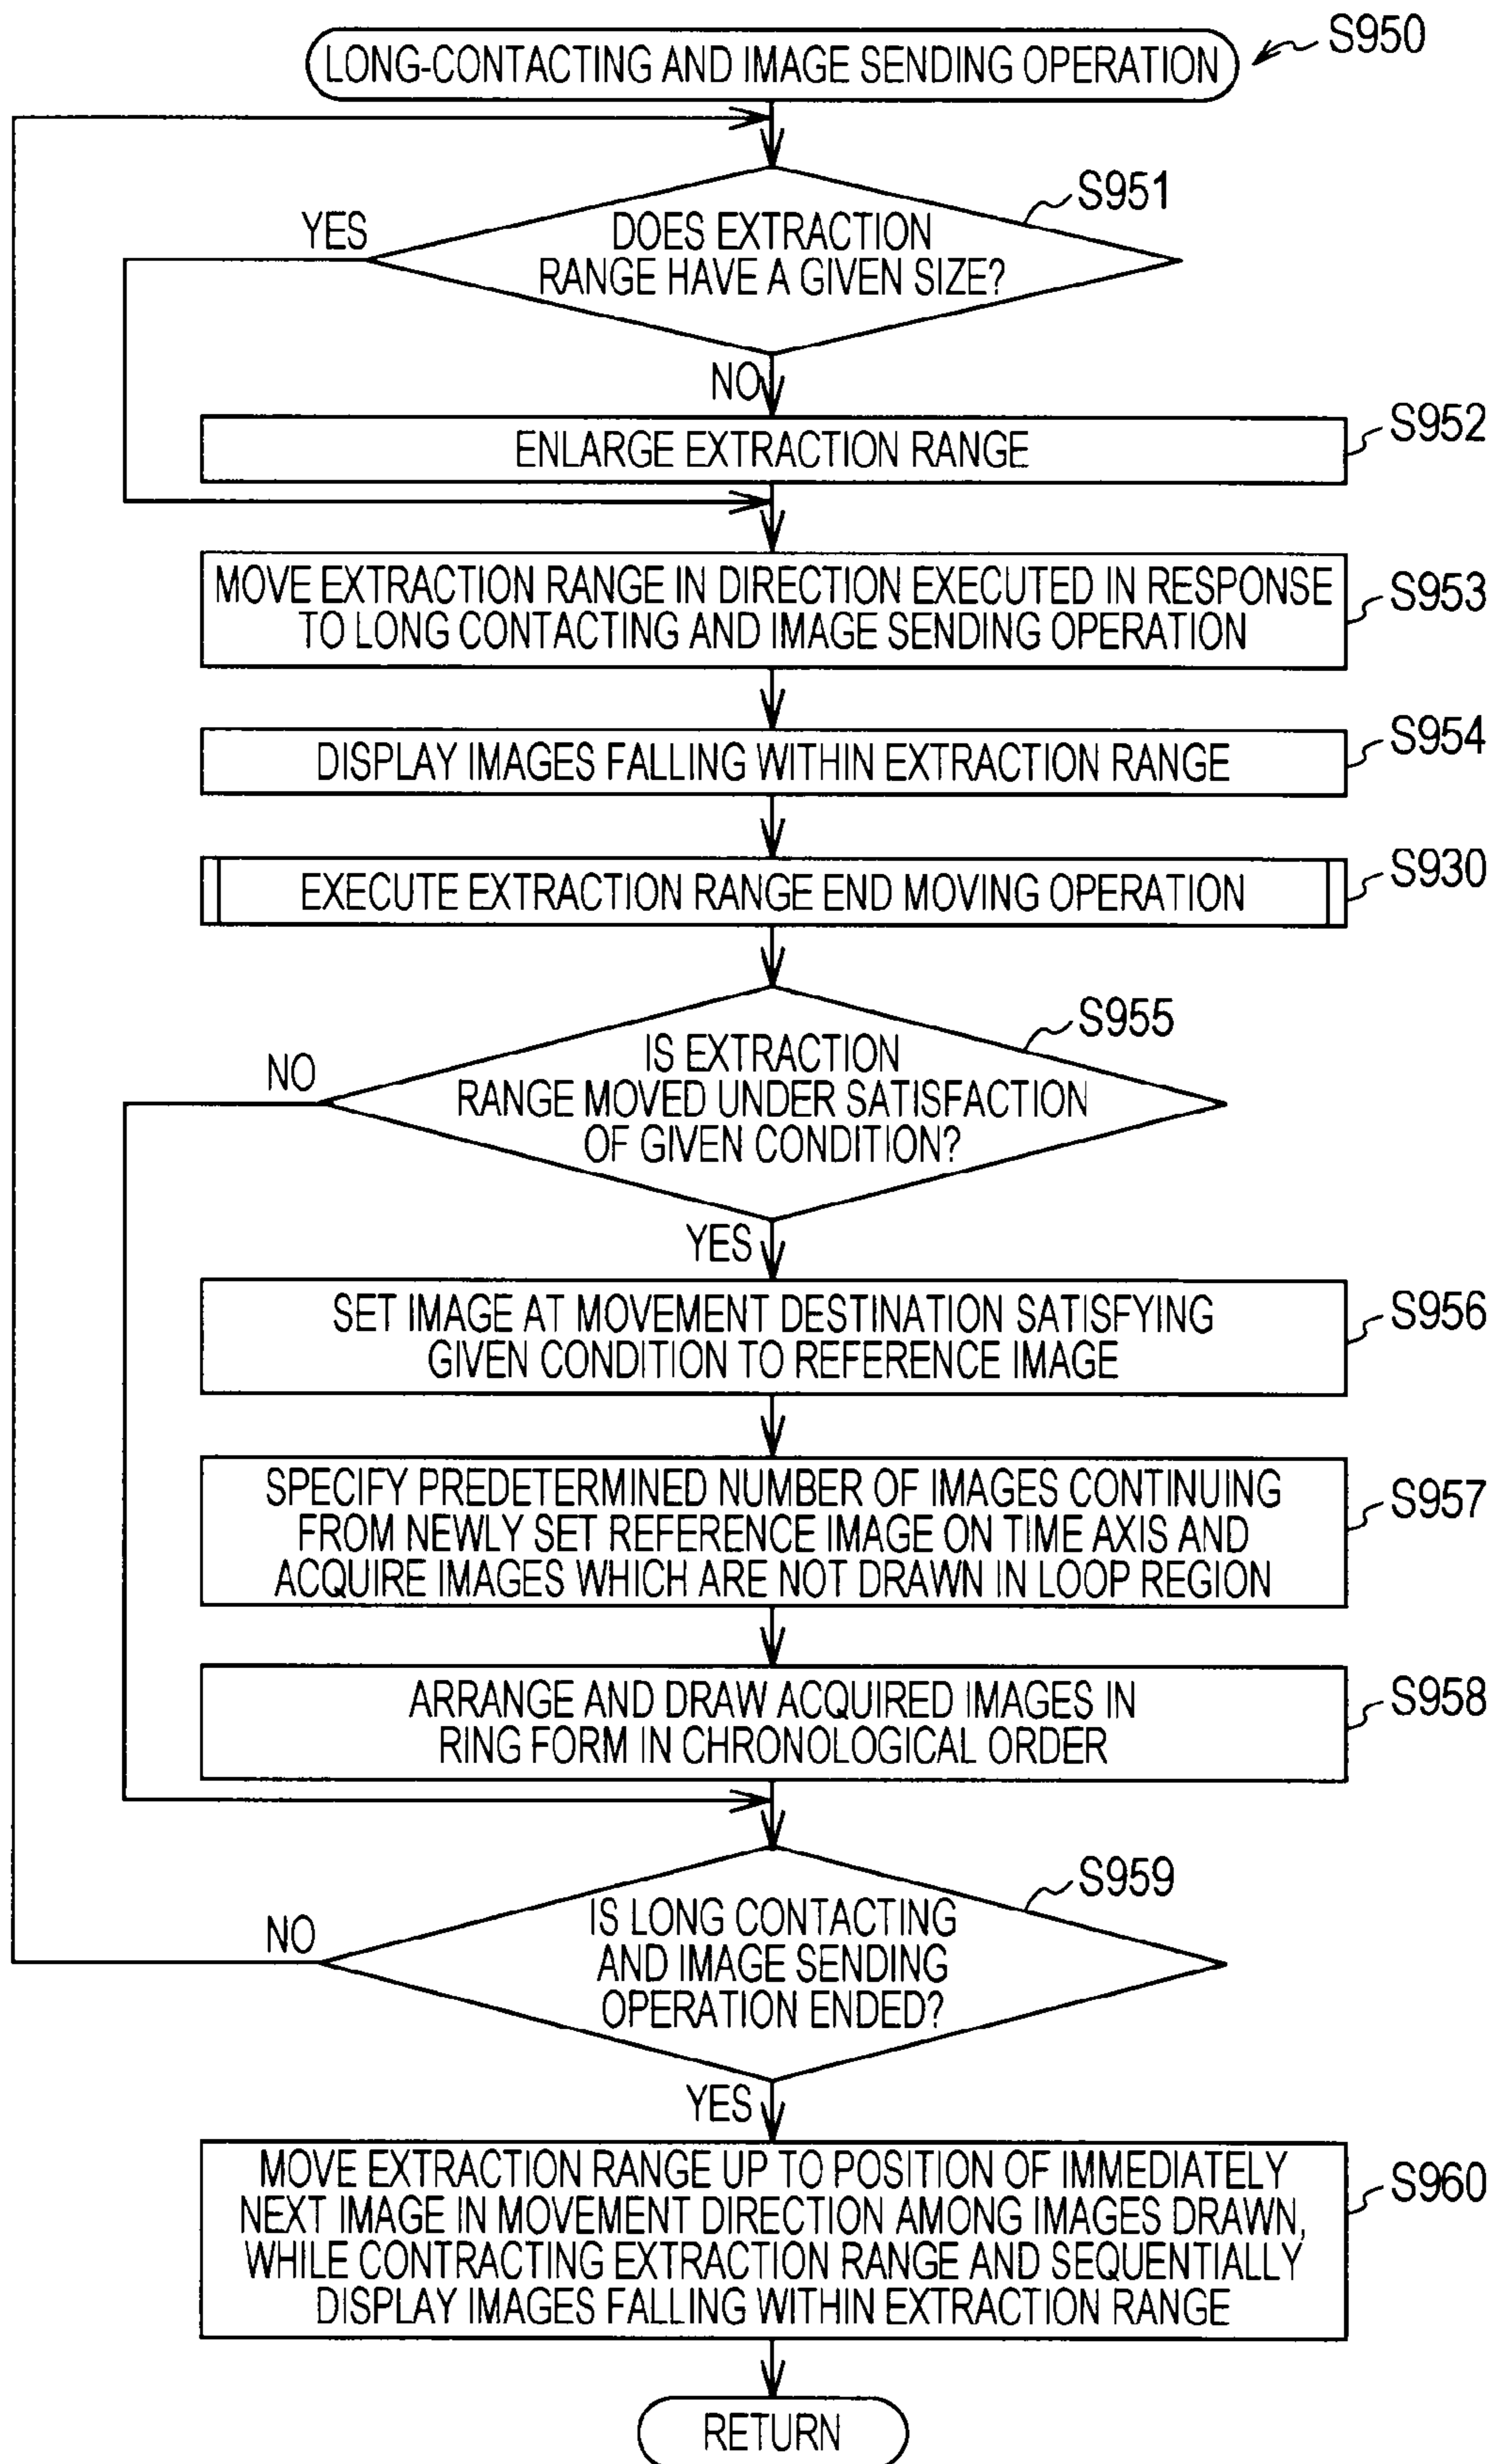 LONG-CONTACTING AND IMAGE SENDING OPERATION
S950
S951
YES
DOES EXTRACTION
RANGE HAVE A GIVEN SIZE?
NO
S952
ENLARGE EXTRACTION RANGE
MOVE EXTRACTION RANGE IN DIRECTION EXECUTED IN RESPONSE
TO LONG CONTACTING AND IMAGE SENDING OPERATION
S953
S954
DISPLAY IMAGES FALLING WITHIN EXTRACTION RANGE
S930
EXECUTE EXTRACTION RANGE END MOVING OPERATION
S955
NO
IS EXTRACTION
RANGE MOVED UNDER SATISFACTION
OF GIVEN CONDITION?
YES
SET IMAGE AT MOVEMENT DESTINATION SATISFYING
GIVEN CONDITION TO REFERENCE IMAGE
S956
SPECIFY PREDETERMINED NUMBER OF IMAGES CONTINUING
FROM NEWLY SET REFERENCE IMAGE ON TIME AXIS AND
ACQUIRE IMAGES WHICH ARE NOT DRAWN IN LOOP REGION
S957
ARRANGE AND DRAW ACQUIRED IMAGES IN
RING FORM IN CHRONOLOGICAL ORDER
S958
S959
NO
IS LONG CONTACTING
AND IMAGE SENDING
OPERATION ENDED?
YES
MOVE EXTRACTION RANGE UP TO POSITION OF IMMEDIATELY
NEXT IMAGE IN MOVEMENT DIRECTION AMONG IMAGES DRAWN,
WHILE CONTRACTING EXTRACTION RANGE AND SEQUENTIALLY
DISPLAY IMAGES FALLING WITHIN EXTRACTION RANGE
S960
RETURN